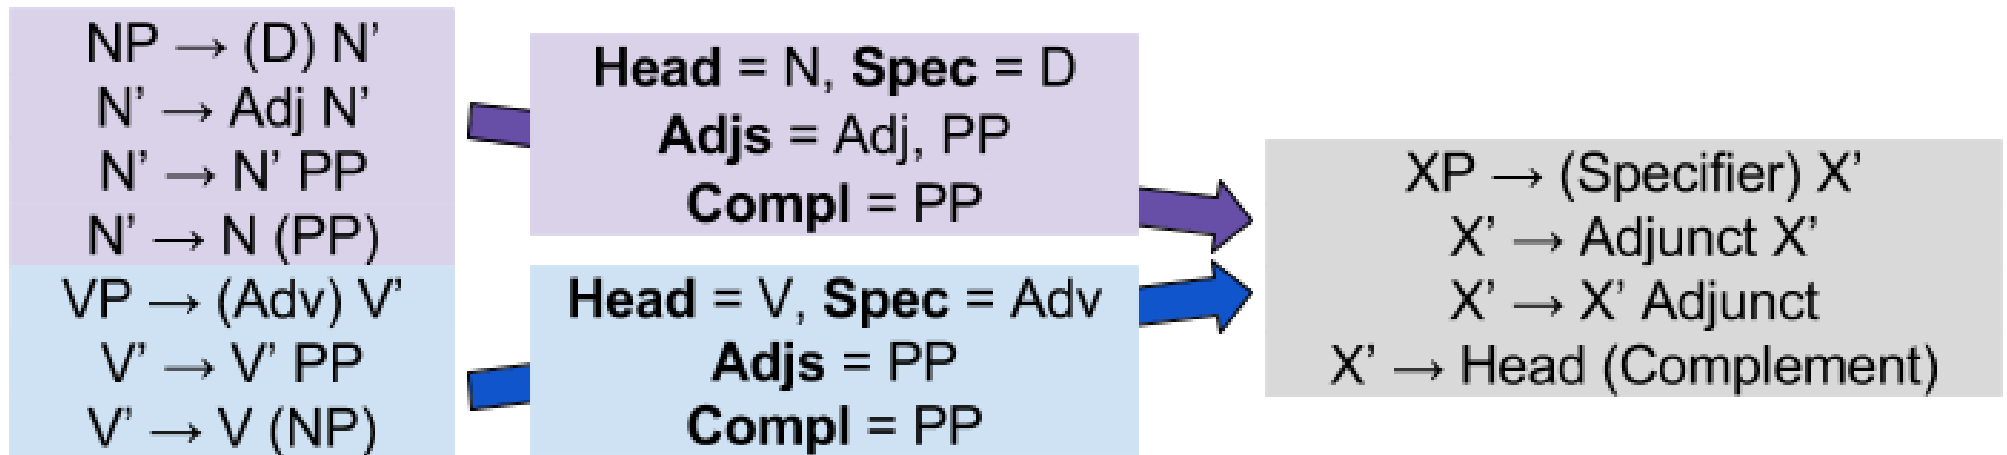 NP → (D) N’
N’ → Adj N’
N’ → N’ PP
N’ → N (PP)
VP → (Adv) V’
V’ → V’ PP
V’ → V (NP)
Head = N, Spec = D
Adjs = Adj, PP
Compl = PP
Head = V, Spec = Adv
Adjs = PP
Compl = PP
XP → (Specifier) X’
X’ → Adjunct X’
X’ → X’ Adjunct
X’ → Head (Complement)